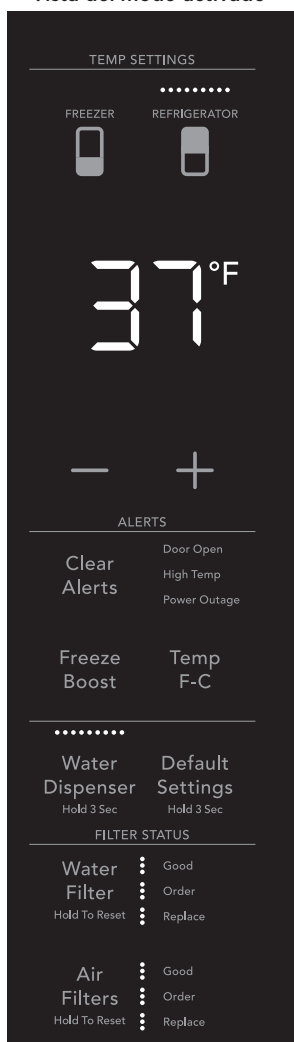 Vista del modo activado
TEMP SETTINGS
FREEZER REFRIGERATOR
37°F
— +
ALERTS
Clear Alerts
Door Open
High Temp
Power Outage
Freeze Boost
Temp F-C
Water Dispenser
Hold 3 Sec
Default Settings
Hold 3 Sec
FILTER STATUS
Water Filter
Hold To Reset
Good
Order
Replace
Air Filters
Hold To Reset
Good
Order
Replace